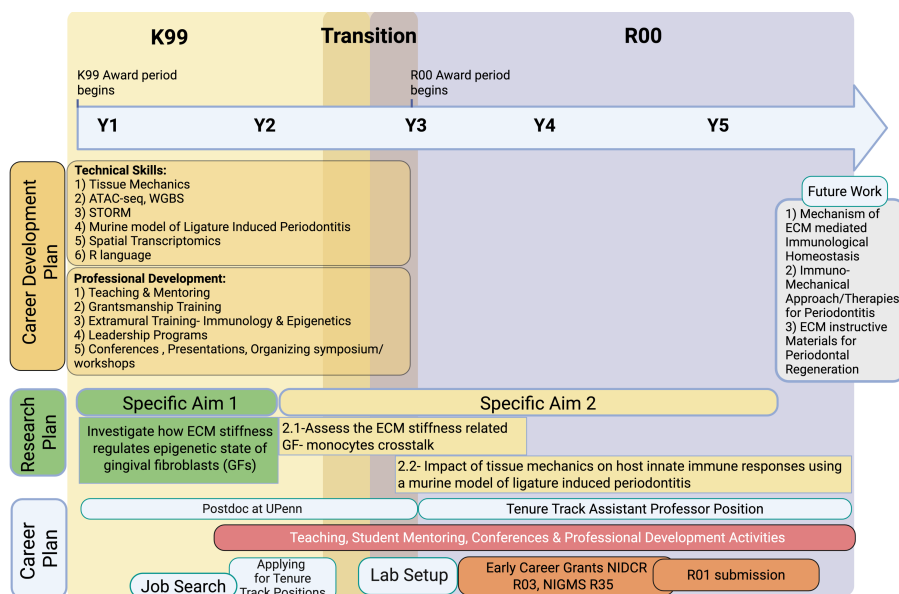 K99
Transition
R00
K99 Award period
begins
R00 Award period
begins
Y1
Y2
Y3
Y4
Y5
Career Development
Plan
Technical Skills:
1) Tissue Mechanics
2) ATAC-seq, WGBS
3) STORM
4) Murine model of Ligature Induced Periodontitis
5) Spatial Transcriptomics
6) R language
Professional Development:
1) Teaching & Mentoring
2) Grantsmanship Training
3) Extramural Training- Immunology & Epigenetics
4) Leadership Programs
5) Conferences , Presentations, Organizing symposium/
workshops
Future Work
1) Mechanism of
ECM mediated
Immunological
Homeostasis
2) Immuno-
Mechanical
Approach/Therapies
for Periodontitis
3) ECM instructive
Materials for
Periodontal
Regeneration
Research
Plan
Specific Aim 1
Specific Aim 2
Investigate how ECM stiffness
regulates epigenetic state of
gingival fibroblasts (GFs)
2.1-Assess the ECM stiffness related
GF- monocytes crosstalk
2.2- Impact of tissue mechanics on host innate immune responses using
a murine model of ligature induced periodontitis
Career
Plan
Postdoc at UPenn
Tenure Track Assistant Professor Position
Teaching, Student Mentoring, Conferences & Professional Development Activities
Job Search
Applying
for Tenure
Track Positions
Lab Setup
Early Career Grants NIDCR
R03, NIGMS R35
R01 submission